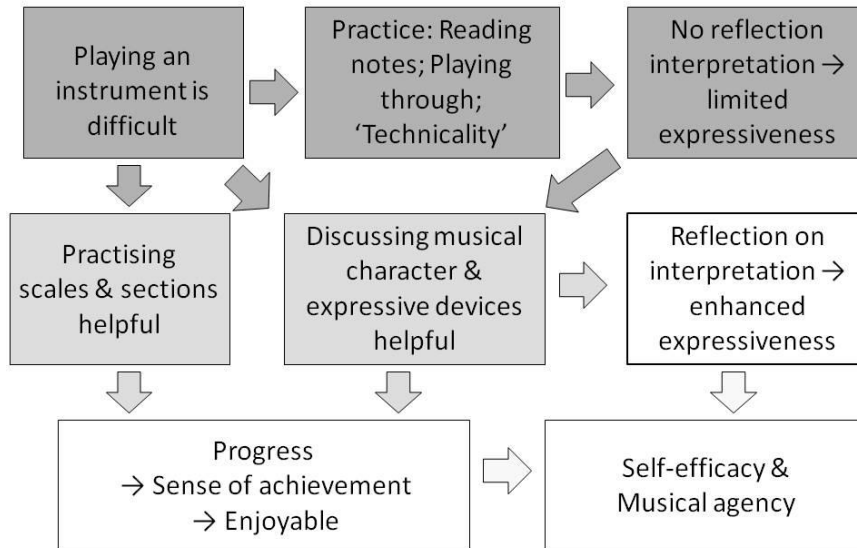 Playing an
instrument is
difficult
Practice: Reading
notes; Playing
through;
‘Technicality’
No reflection
interpretation →
limited
expressiveness
Practising
scales & sections
helpful
Discussing musical
character &
expressive devices
helpful
Reflection on
interpretation →
enhanced
expressiveness
Progress
→ Sense of achievement
→ Enjoyable
Self-efficacy &
Musical agency